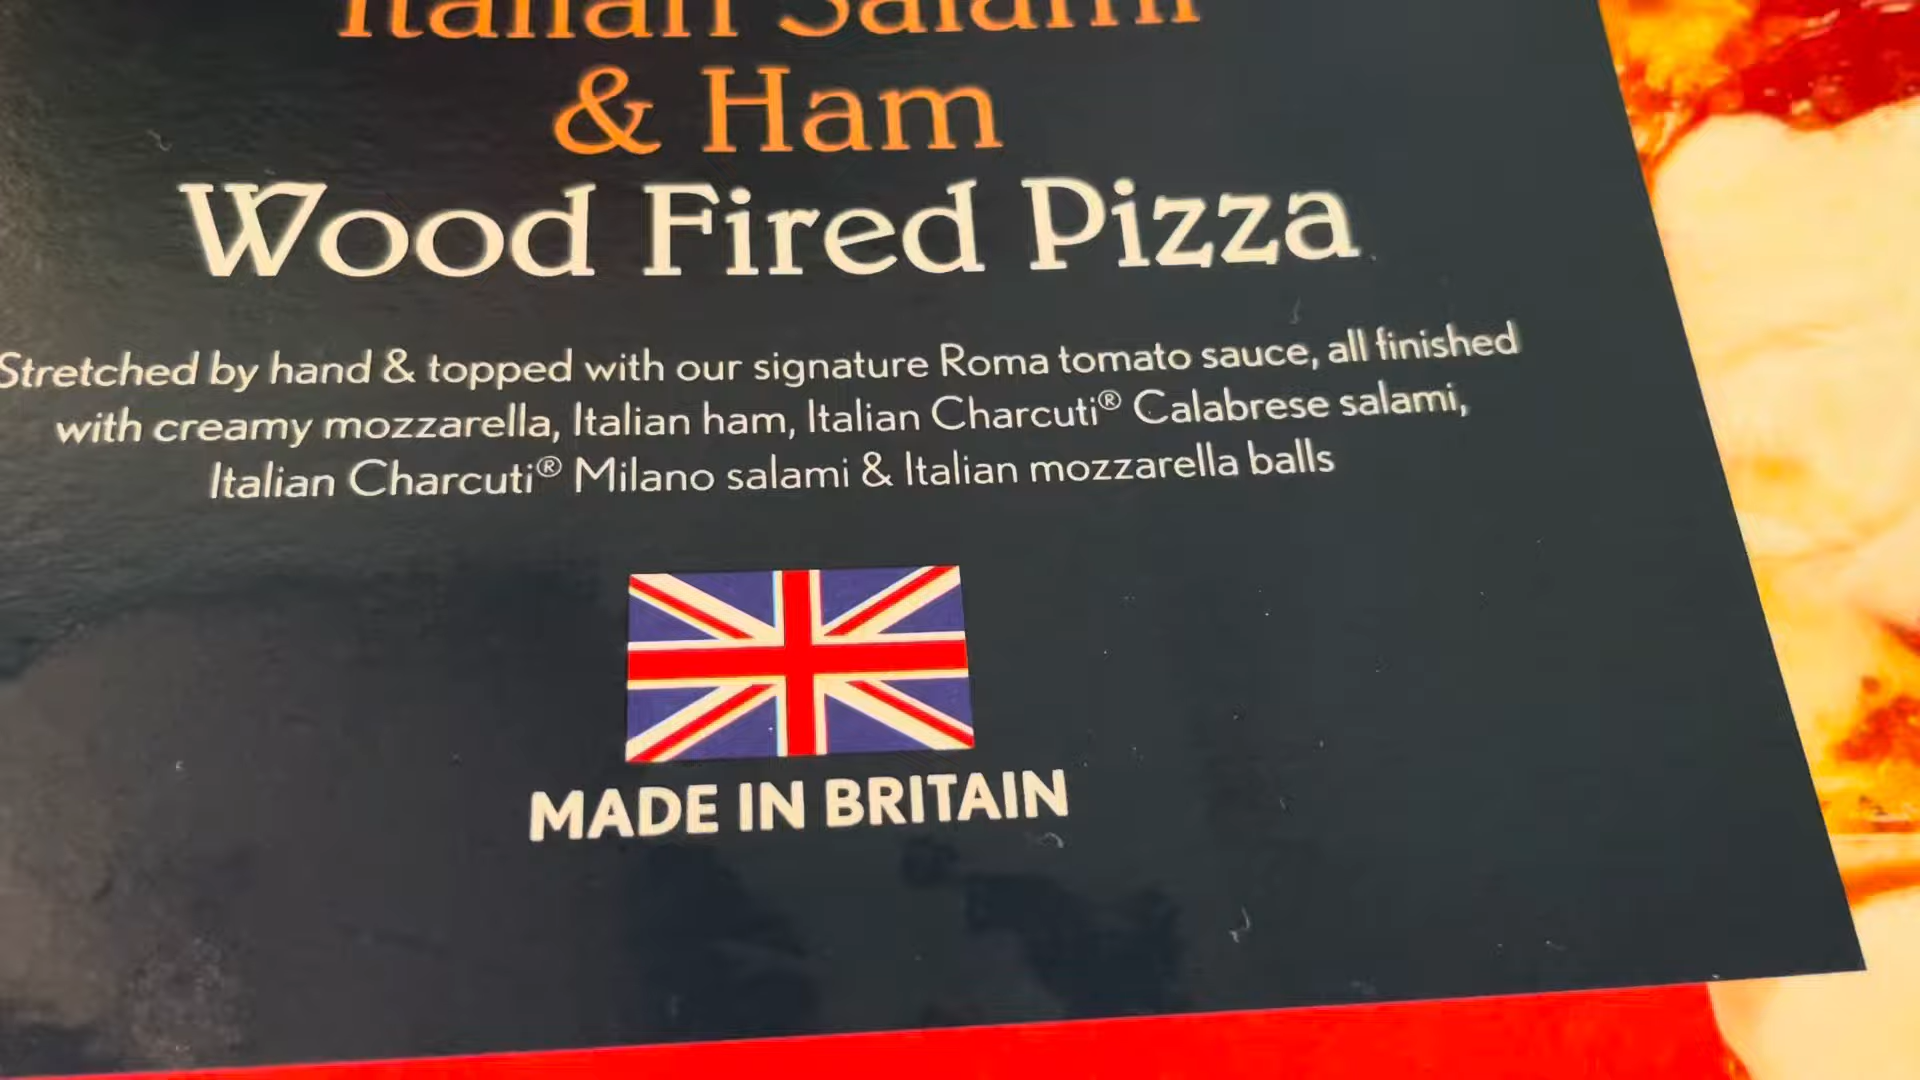 Italian Salami
& Ham
Wood Fired Pizza
Stretched by hand & topped with our signature Roma tomato sauce, all finished
with creamy mozzarella, Italian ham, Italian Charcuti® Calabrese salami,
Italian Charcuti® Milano salami & Italian mozzarella balls
MADE IN BRITAIN